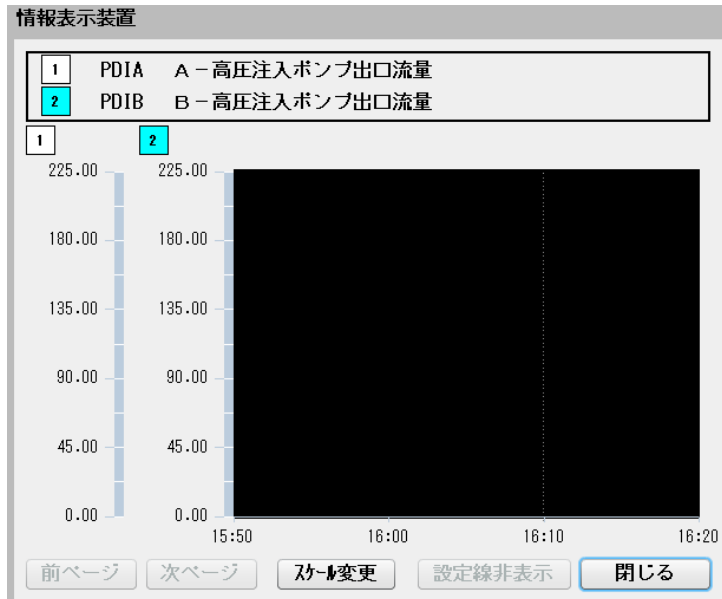 情報表示装置
1 PDIA A－高圧注入ポンプ出口流量
2 PDIB B－高圧注入ポンプ出口流量
1 2
225.00 225.00
180.00 180.00
135.00 135.00
90.00 90.00
45.00 45.00
0.00 0.00
15:50 16:00 16:10 16:20
前ページ 次ページ ｽｹｰﾙ変更 設定線非表示 閉じる